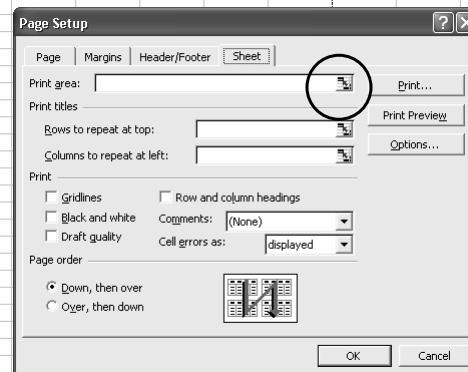 Page Setup
Page Margins Header/Footer Sheet
Print area:
Print...
Print titles
Print Preview
Rows to repeat at top:
Options...
Columns to repeat at left:
Print
Gridlines Row and column headings
Black and white Comments: (None)
Draft quality Cell errors as: displayed
Page order
Down, then over
Over, then down
OK Cancel